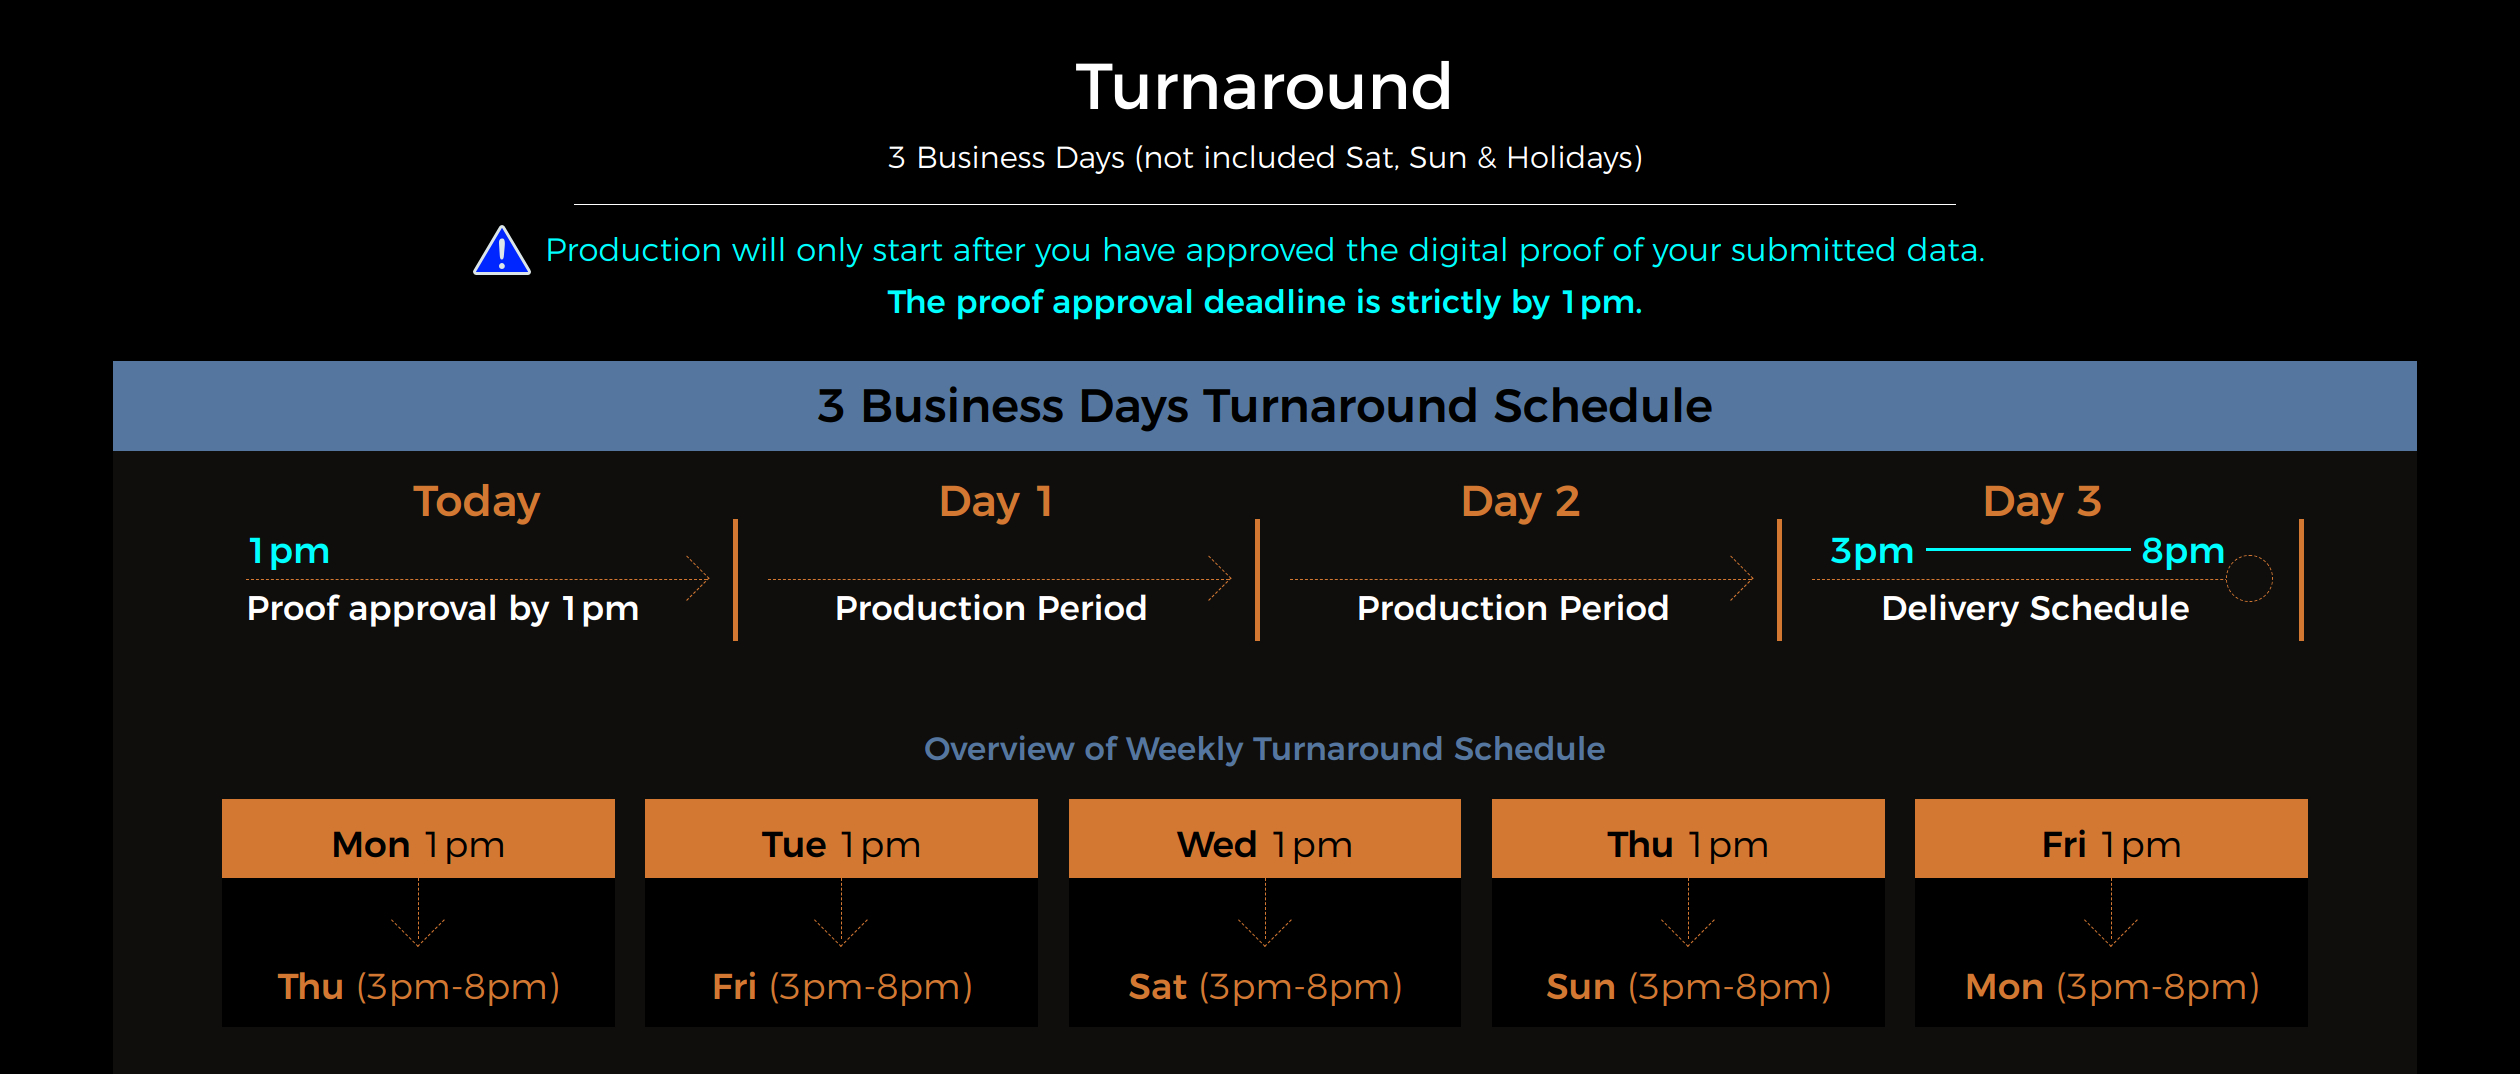 Turnaround
3 Business Days (not included Sat, Sun & Holidays)
Production will only start after you have approved the digital proof of your submitted data.
The proof approval deadline is strictly by 1pm.
3 Business Days Turnaround Schedule
Today
1pm
Proof approval by 1pm
Day 1
Production Period
Day 2
Production Period
Day 3
3pm 8pm
Delivery Schedule
Overview of Weekly Turnaround Schedule
Mon 1pm
Thu (3pm-8pm)
Tue 1pm
Fri (3pm-8pm)
Wed 1pm
Sat (3pm-8pm)
Thu 1pm
Sun (3pm-8pm)
Fri 1pm
Mon (3pm-8pm)